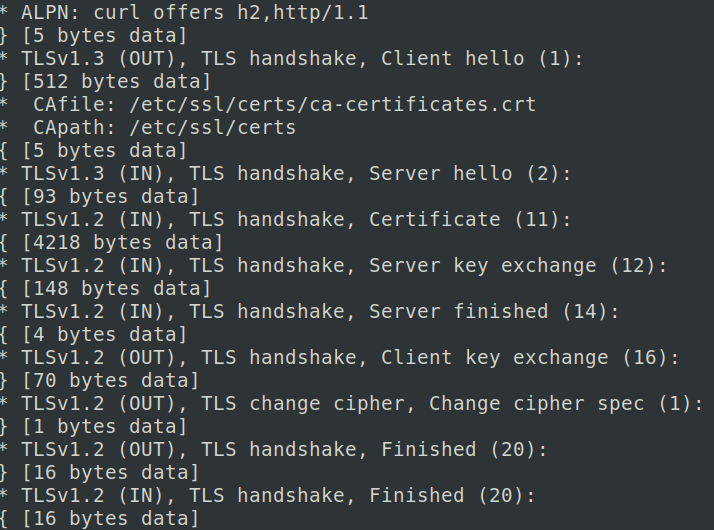 * ALPN: curl offers h2,http/1.1
} [5 bytes data]
* TLSv1.3 (OUT), TLS handshake, Client hello (1):
} [512 bytes data]
*  CAfile: /etc/ssl/certs/ca-certificates.crt
*  CApath: /etc/ssl/certs
{ [5 bytes data]
* TLSv1.3 (IN), TLS handshake, Server hello (2):
{ [93 bytes data]
* TLSv1.2 (IN), TLS handshake, Certificate (11):
{ [4218 bytes data]
* TLSv1.2 (IN), TLS handshake, Server key exchange (12):
{ [148 bytes data]
* TLSv1.2 (IN), TLS handshake, Server finished (14):
{ [4 bytes data]
* TLSv1.2 (OUT), TLS handshake, Client key exchange (16):
} [70 bytes data]
* TLSv1.2 (OUT), TLS change cipher, Change cipher spec (1):
} [1 bytes data]
* TLSv1.2 (OUT), TLS handshake, Finished (20):
} [16 bytes data]
* TLSv1.2 (IN), TLS handshake, Finished (20):
{ [16 bytes data]